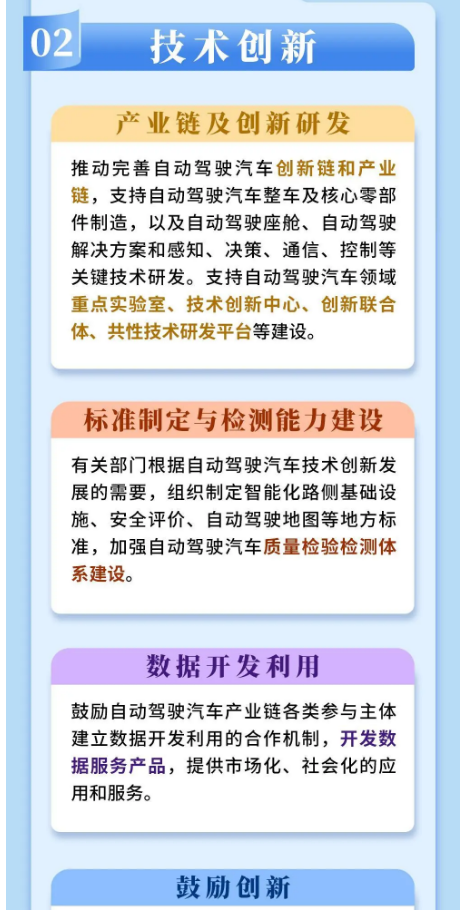 02
技术创新
产业链及创新研发
推动完善自动驾驶汽车创新链和产业
链，支持自动驾驶汽车整车及核心零部
件制造，以及自动驾驶座舱、自动驾驶
解决方案和感知、决策、通信、控制等
关键技术研发。支持自动驾驶汽车领域
重点实验室、技术创新中心、创新联合
体、共性技术研发平台等建设。
标准制定与检测能力建设
有关部门根据自动驾驶汽车技术创新发
展的需要，组织制定智能化路侧基础设
施、安全评价、自动驾驶地图等地方标
准，加强自动驾驶汽车质量检验检测体
系建设。
数据开发利用
鼓励自动驾驶汽车产业链各类参与主体
建立数据开发利用的合作机制，开发数
据服务产品，提供市场化、社会化的应
用和服务。
鼓励创新